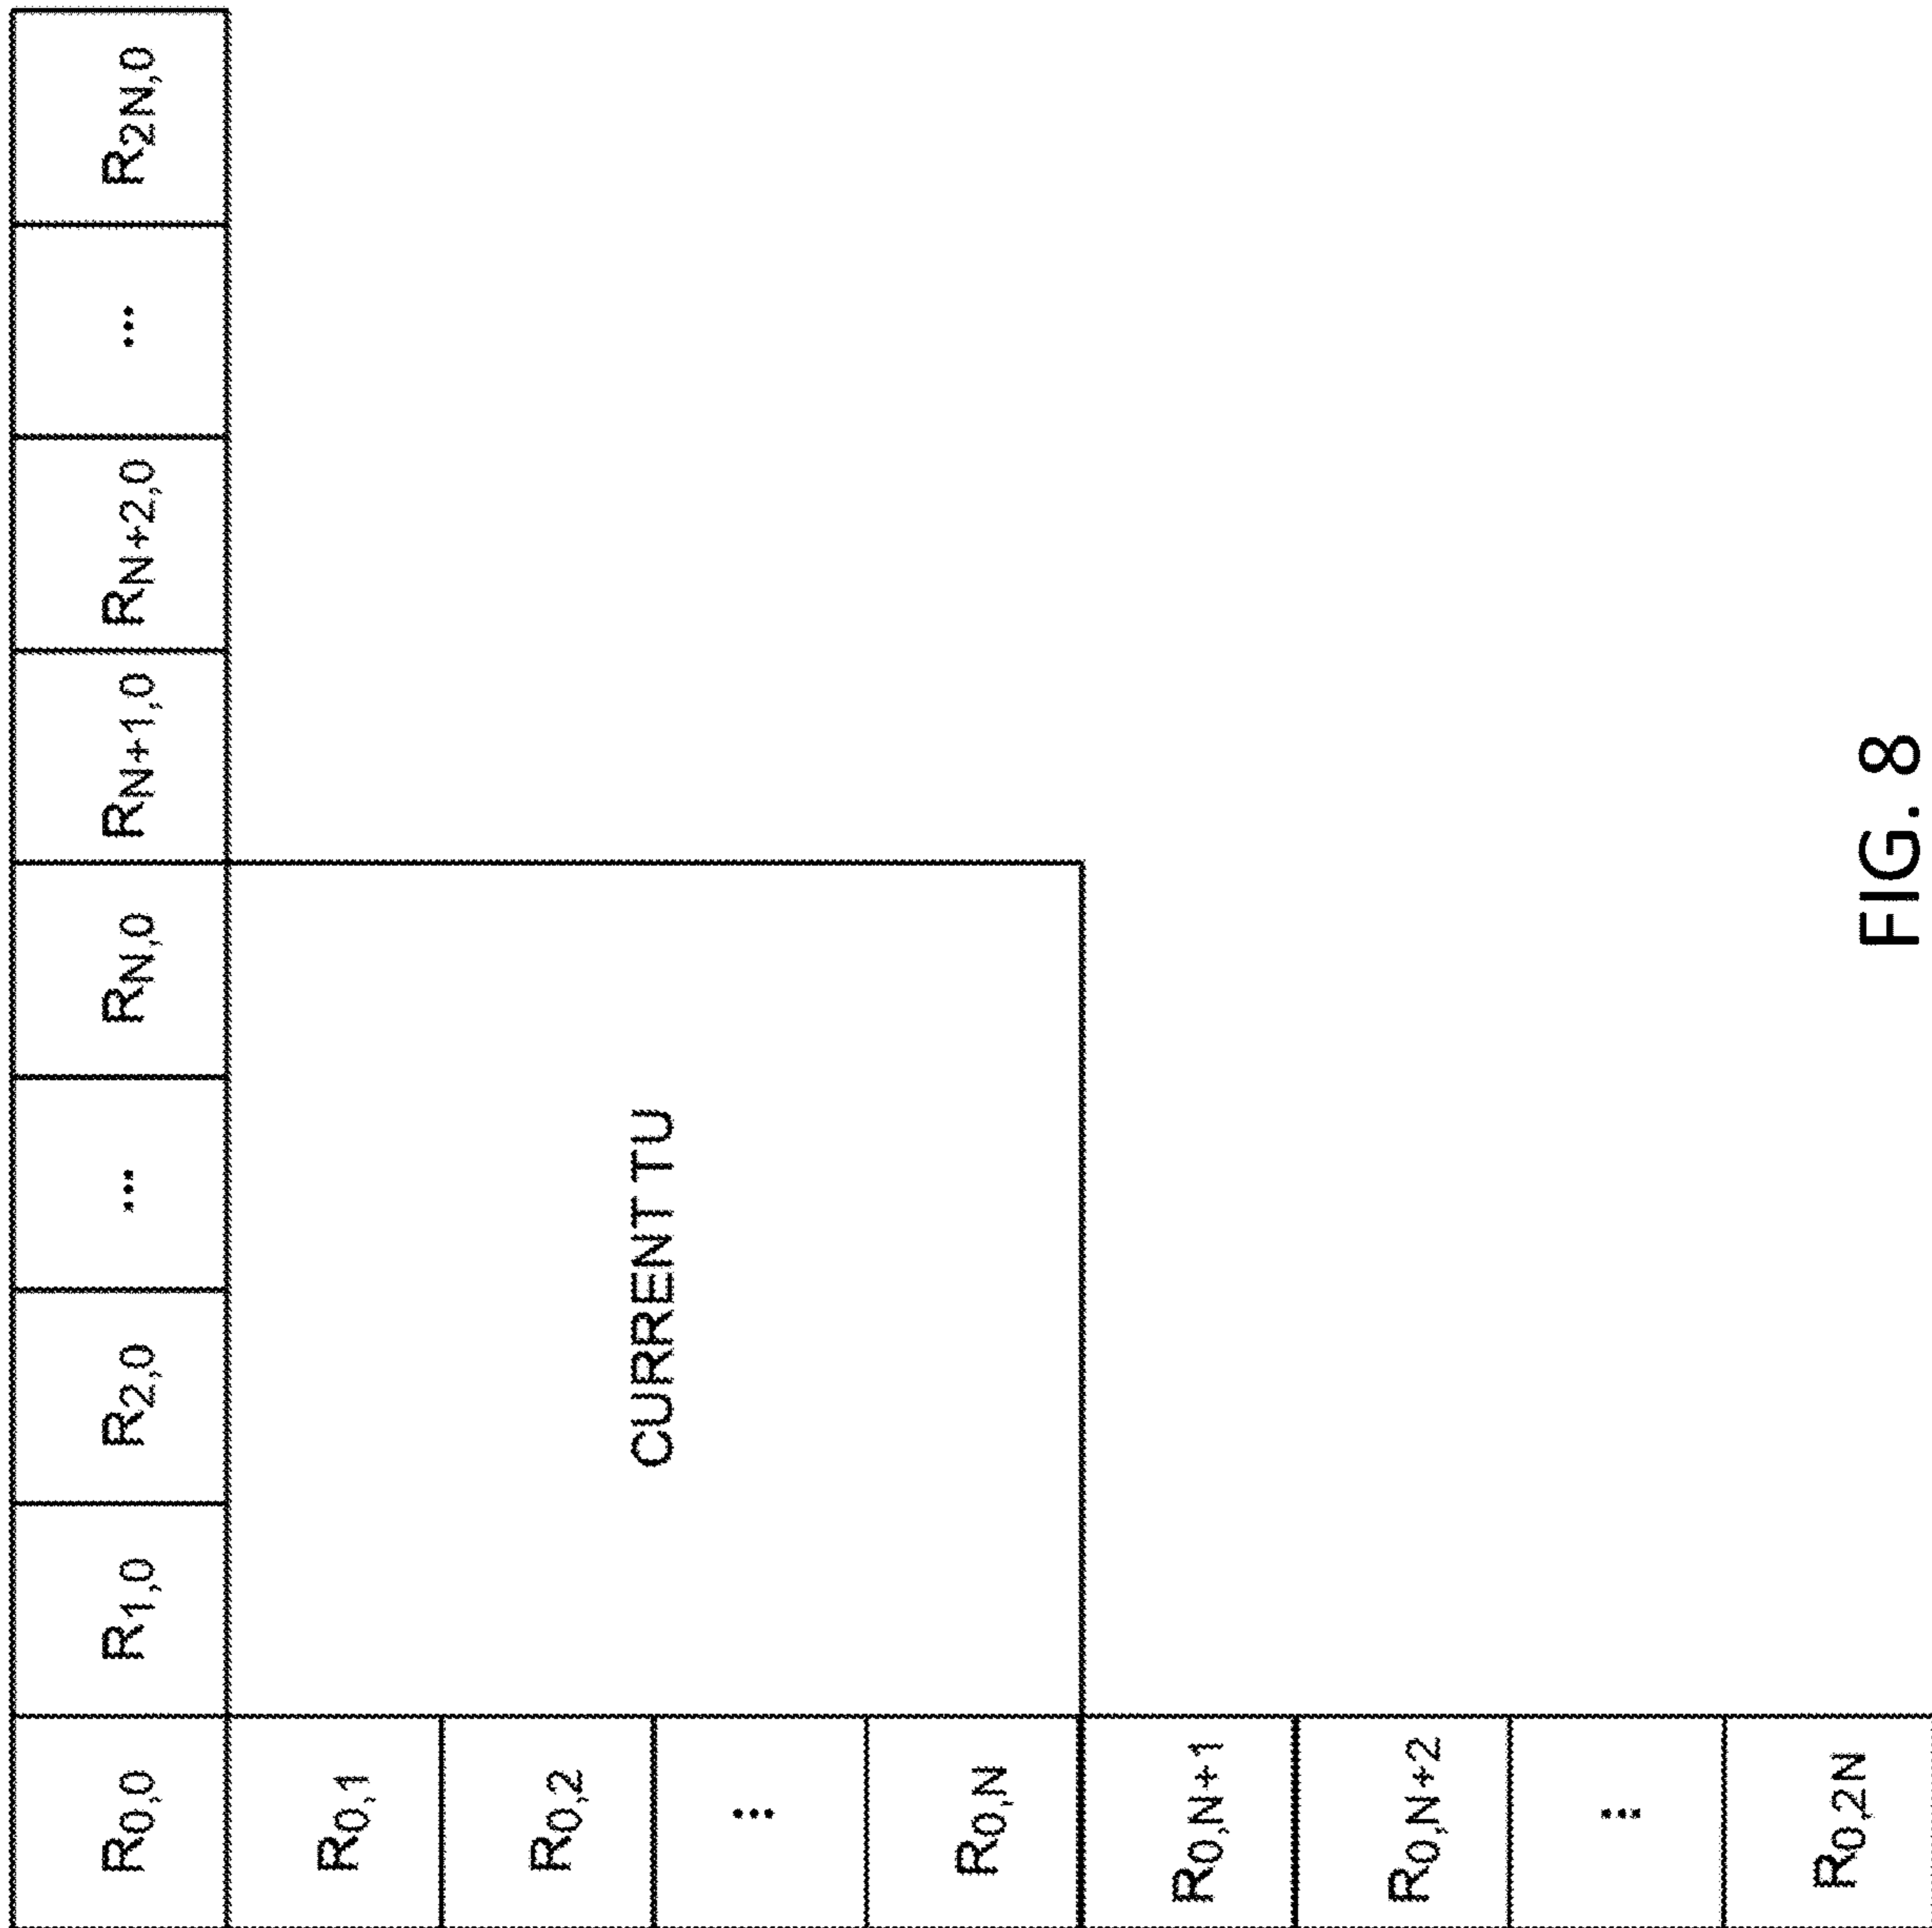 R0,0 R1,0 R2,0 ... RN,0 RN+1,0 RN+2,0 ... R2N,0
R0,1
R0,2
⋮
CURRENT TU
R0,N
R0,N+1
R0,N+2
⋮
R0,2N
FIG. 8